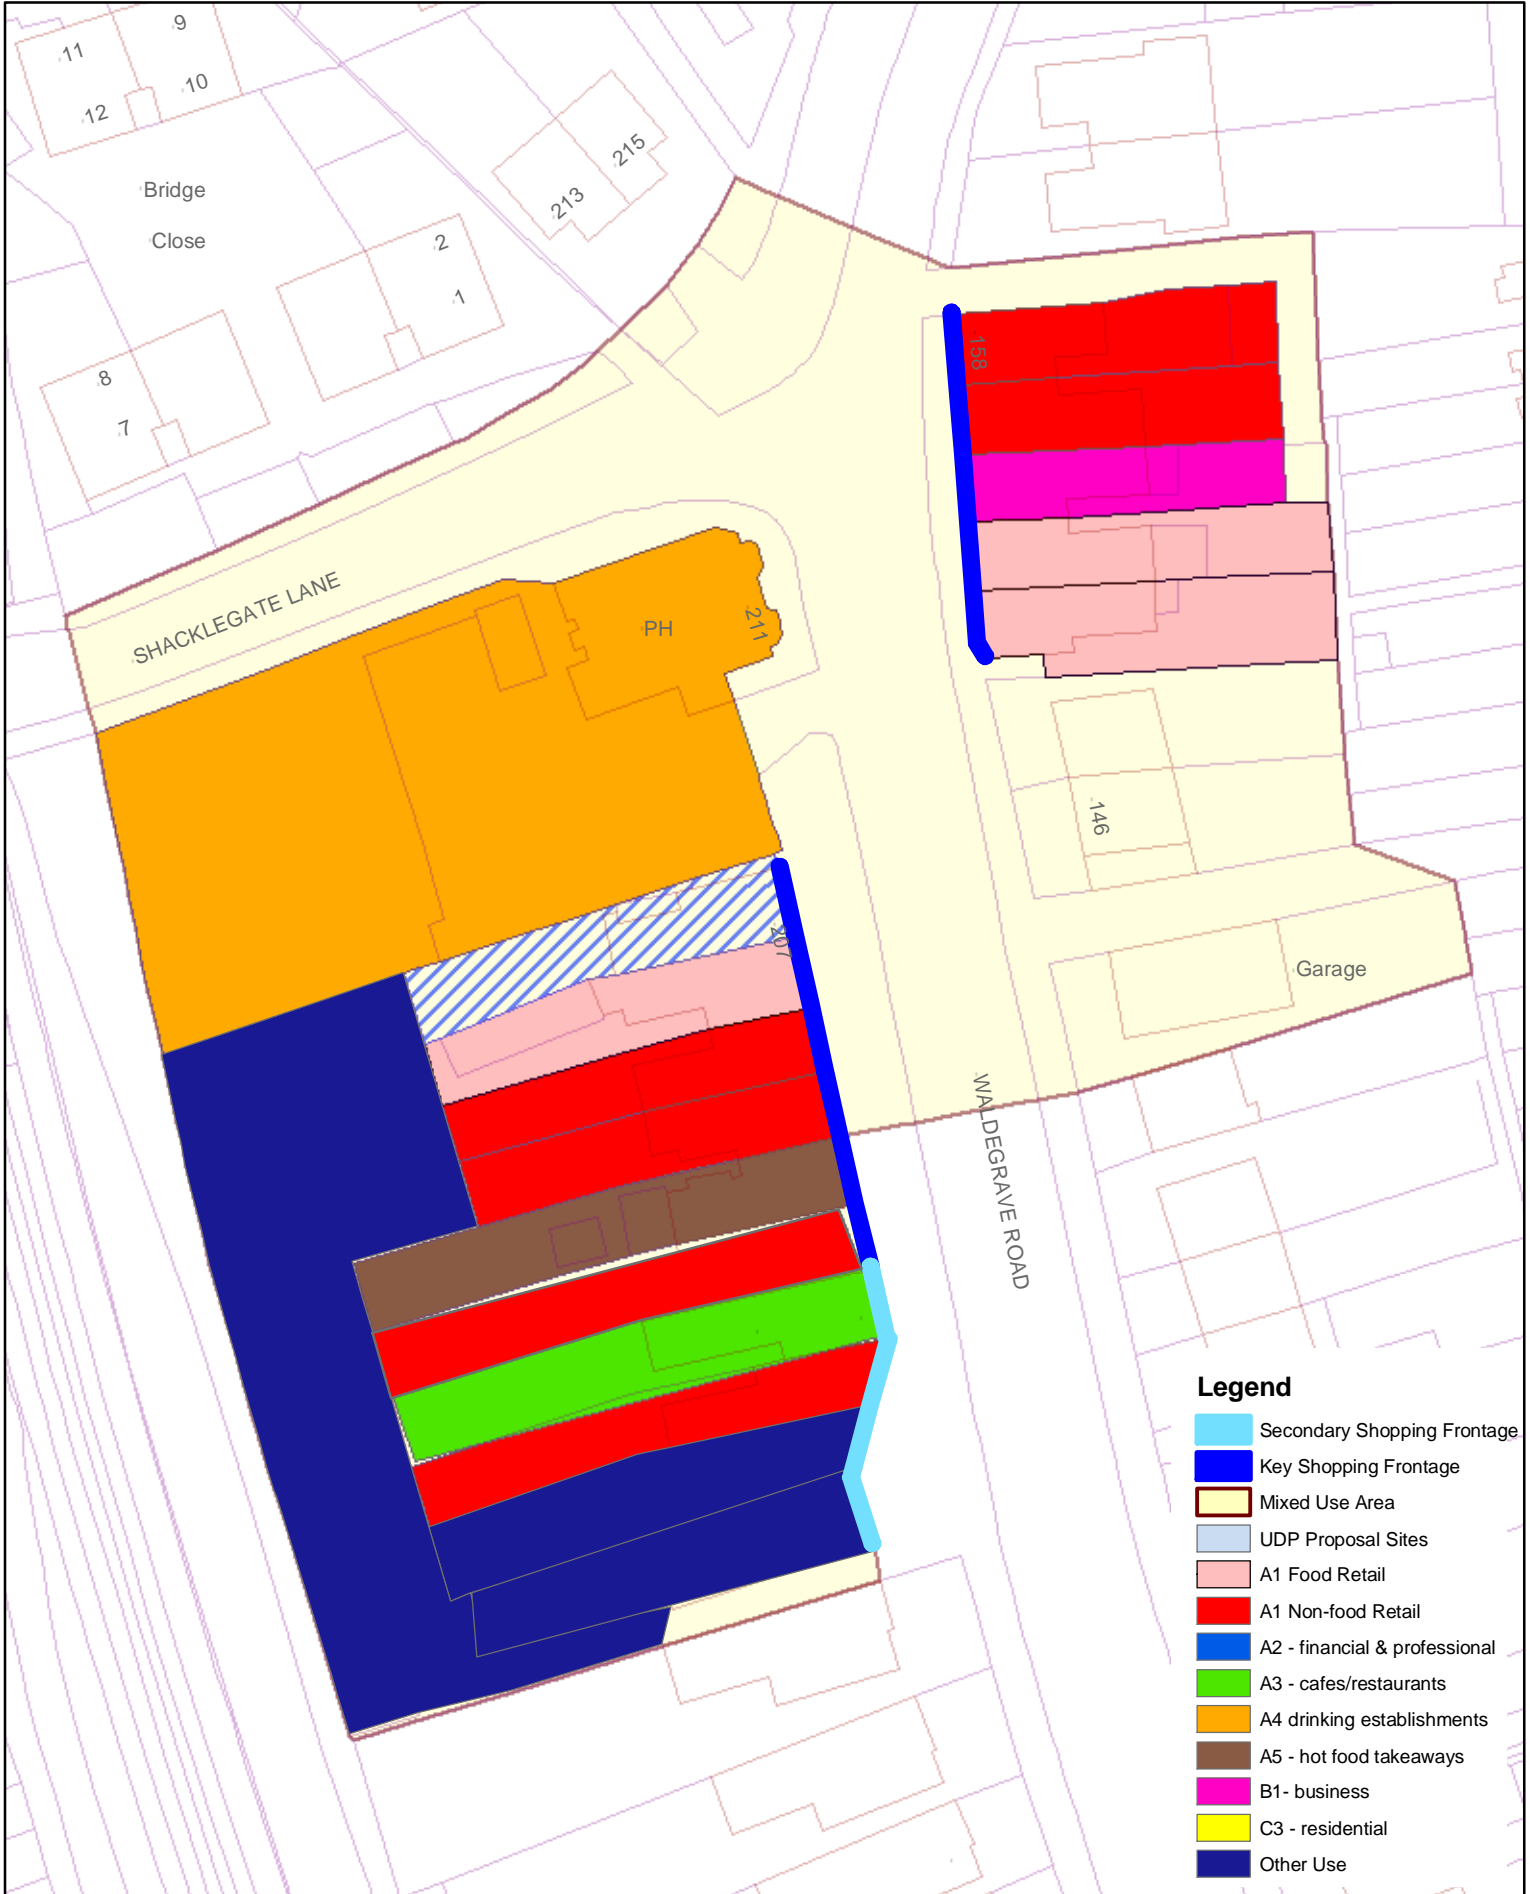 9
11
10
12
Bridge
Close
215
213
2
1
8
7
158
SHACKLEGATE LANE
PH
211
146
207
Garage
WALDEGRAVE ROAD
Legend
Secondary Shopping Frontage
Key Shopping Frontage
Mixed Use Area
UDP Proposal Sites
A1 Food Retail
A1 Non-food Retail
A2 - financial & professional
A3 - cafes/restaurants
A4 drinking establishments
A5 - hot food takeaways
B1- business
C3 - residential
Other Use